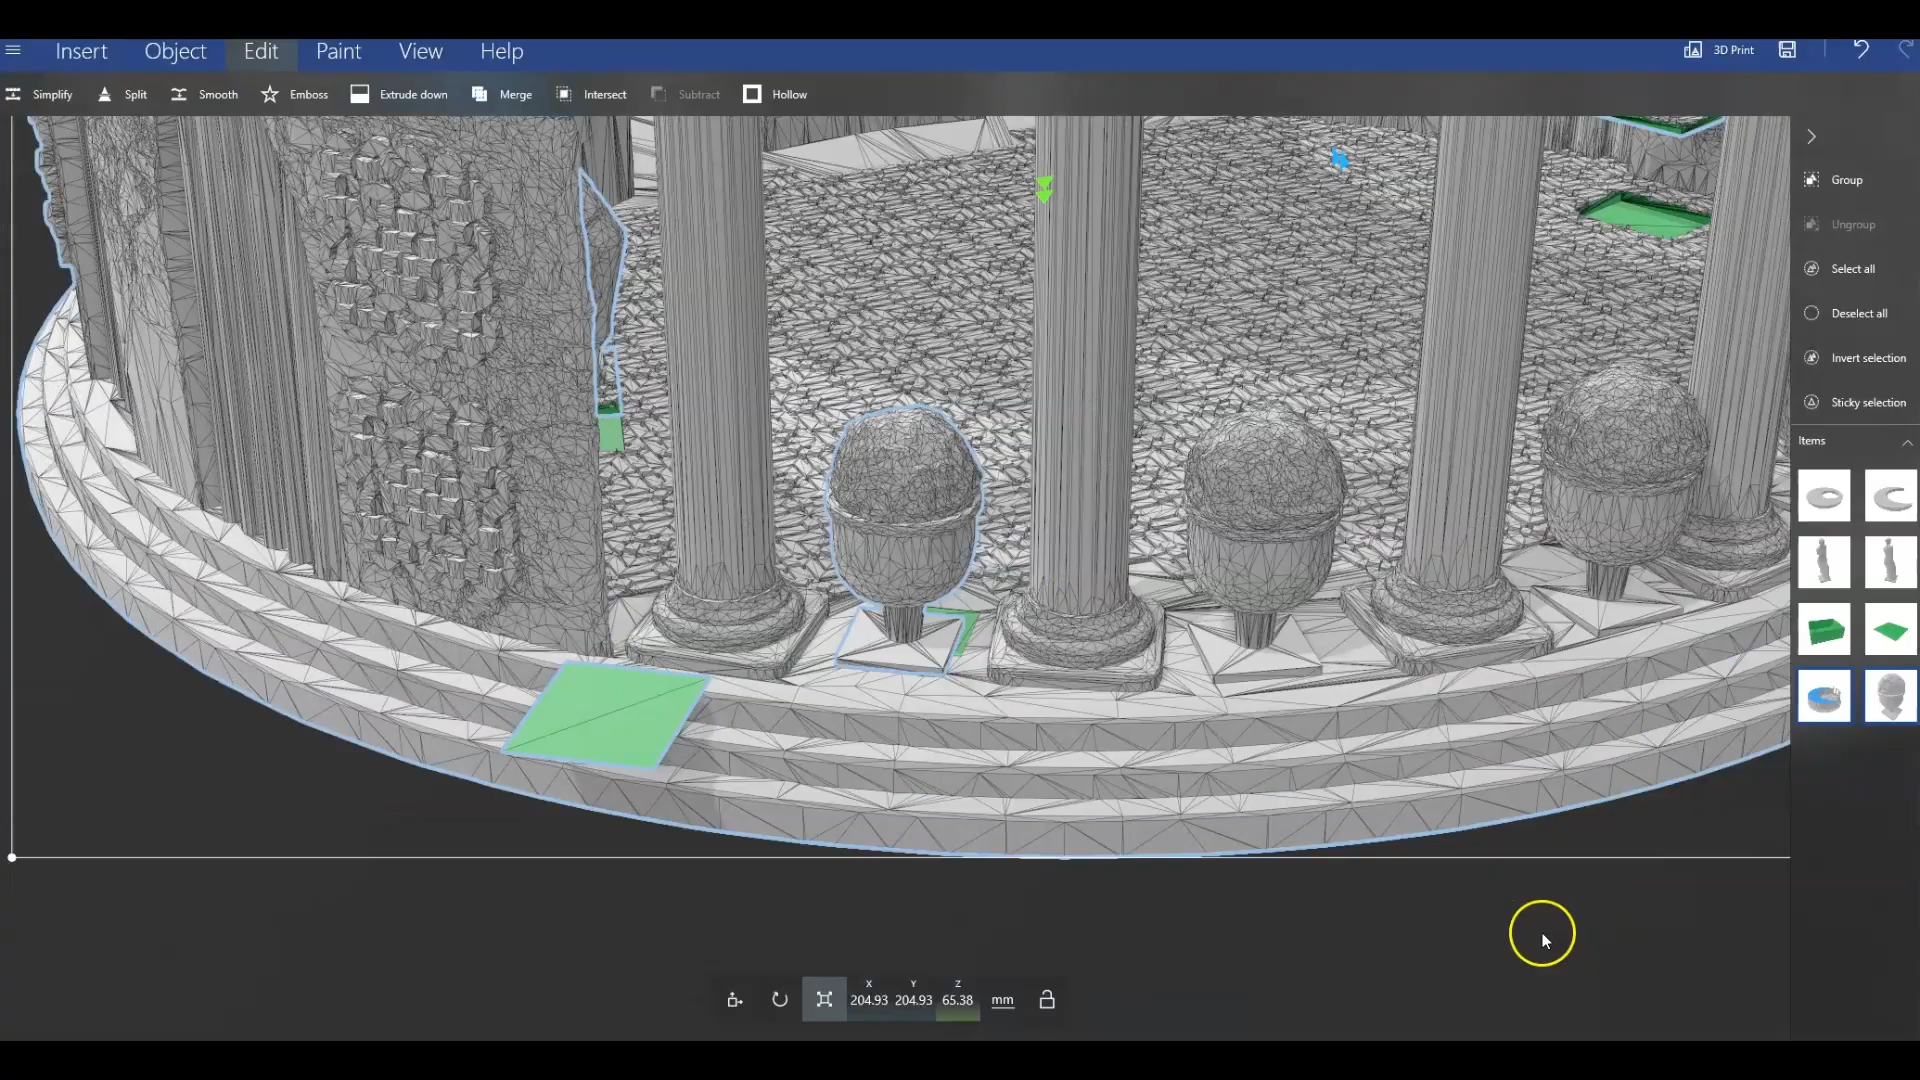 Insert Object Edit Paint View Help 3D Print
Simplify Split Smooth Emboss Extrude down Merge Intersect Subtract Hollow
Group
Ungroup
Select all
Deselect all
Invert selection
Sticky selection
Items
X Y Z
204.93 204.93 65.38 mm